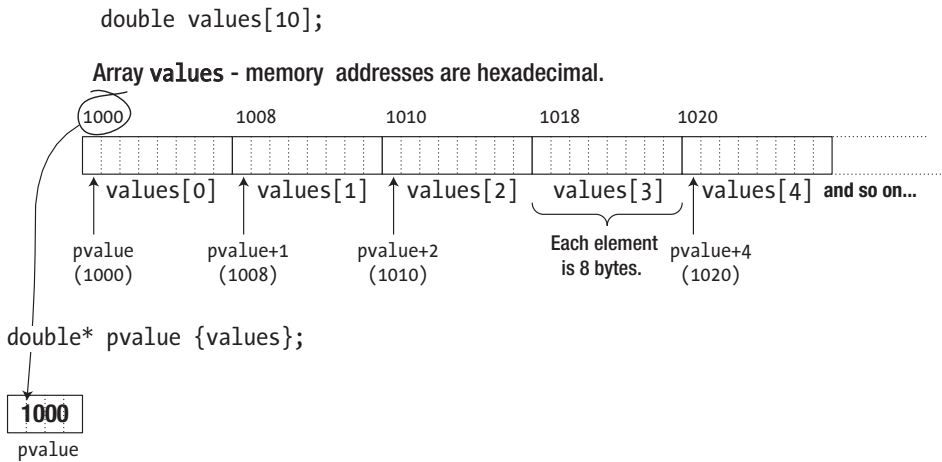 double values[10];
Array values - memory addresses are hexadecimal.
1000 1008 1010 1018 1020
values[0] values[1] values[2] values[3] values[4] and so on...
pvalue pvalue+1 pvalue+2 Each element pvalue+4
(1000) (1008) (1010) is 8 bytes. (1020)
double* pvalue {values};
1000
pvalue